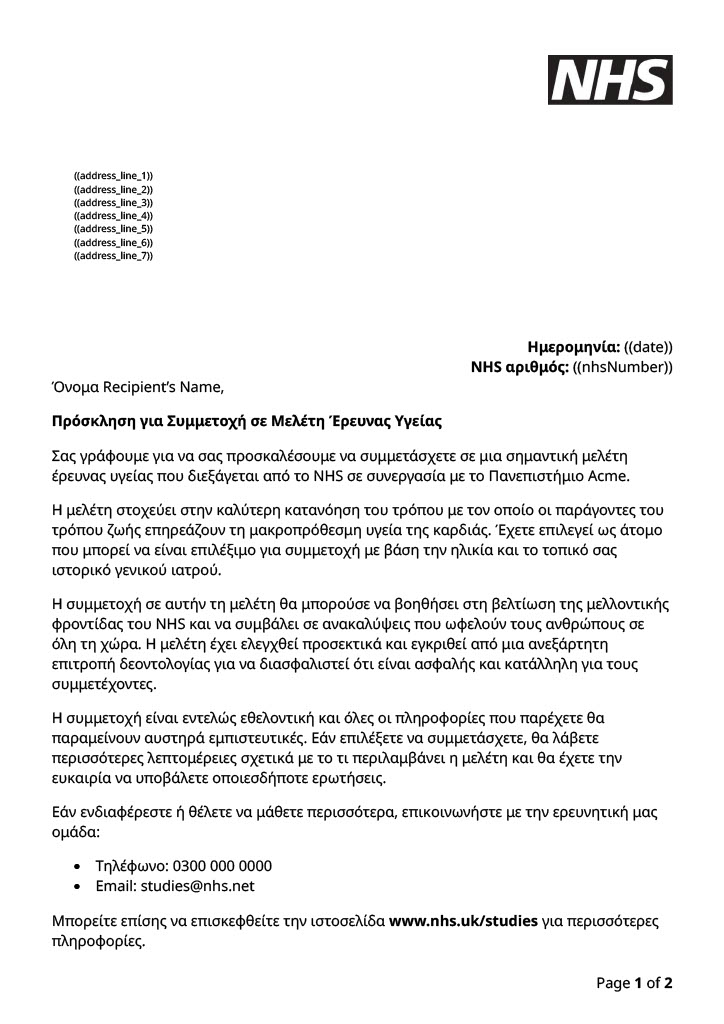 NHS
((address_line_1))
((address_line_2))
((address_line_3))
((address_line_4))
((address_line_5))
((address_line_6))
((address_line_7))
Ημερομηνία: ((date))
NHS αριθμός: ((nhsNumber))
Όνομα Recipient’s Name,
Πρόσκληση για Συμμετοχή σε Μελέτη Έρευνας Υγείας
Σας γράφουμε για να σας προσκαλέσουμε να συμμετάσχετε σε μια σημαντική μελέτη
έρευνας υγείας που διεξάγεται από το NHS σε συνεργασία με το Πανεπιστήμιο Acme.
Η μελέτη στοχεύει στην καλύτερη κατανόηση του τρόπου με τον οποίο οι παράγοντες του
τρόπου ζωής επηρεάζουν τη μακροπρόθεσμη υγεία της καρδιάς. Έχετε επιλεγεί ως άτομο
που μπορεί να είναι επιλέξιμο για συμμετοχή με βάση την ηλικία και το τοπικό σας
ιστορικό γενικού ιατρού.
Η συμμετοχή σε αυτήν τη μελέτη θα μπορούσε να βοηθήσει στη βελτίωση της μελλοντικής
φροντίδας του NHS και να συμβάλει σε ανακαλύψεις που ωφελούν τους ανθρώπους σε
όλη τη χώρα. Η μελέτη έχει ελεγχθεί προσεκτικά και εγκριθεί από μια ανεξάρτητη
επιτροπή δεοντολογίας για να διασφαλιστεί ότι είναι ασφαλής και κατάλληλη για τους
συμμετέχοντες.
Η συμμετοχή είναι εντελώς εθελοντική και όλες οι πληροφορίες που παρέχετε θα
παραμείνουν αυστηρά εμπιστευτικές. Εάν επιλέξετε να συμμετάσχετε, θα λάβετε
περισσότερες λεπτομέρειες σχετικά με το τι περιλαμβάνει η μελέτη και θα έχετε την
ευκαιρία να υποβάλετε οποιεσδήποτε ερωτήσεις.
Εάν ενδιαφέρεστε ή θέλετε να μάθετε περισσότερα, επικοινωνήστε με την ερευνητική μας
ομάδα:
• Τηλέφωνο: 0300 000 0000
• Email: studies@nhs.net
Μπορείτε επίσης να επισκεφθείτε την ιστοσελίδα www.nhs.uk/studies για περισσότερες
πληροφορίες.
Page 1 of 2